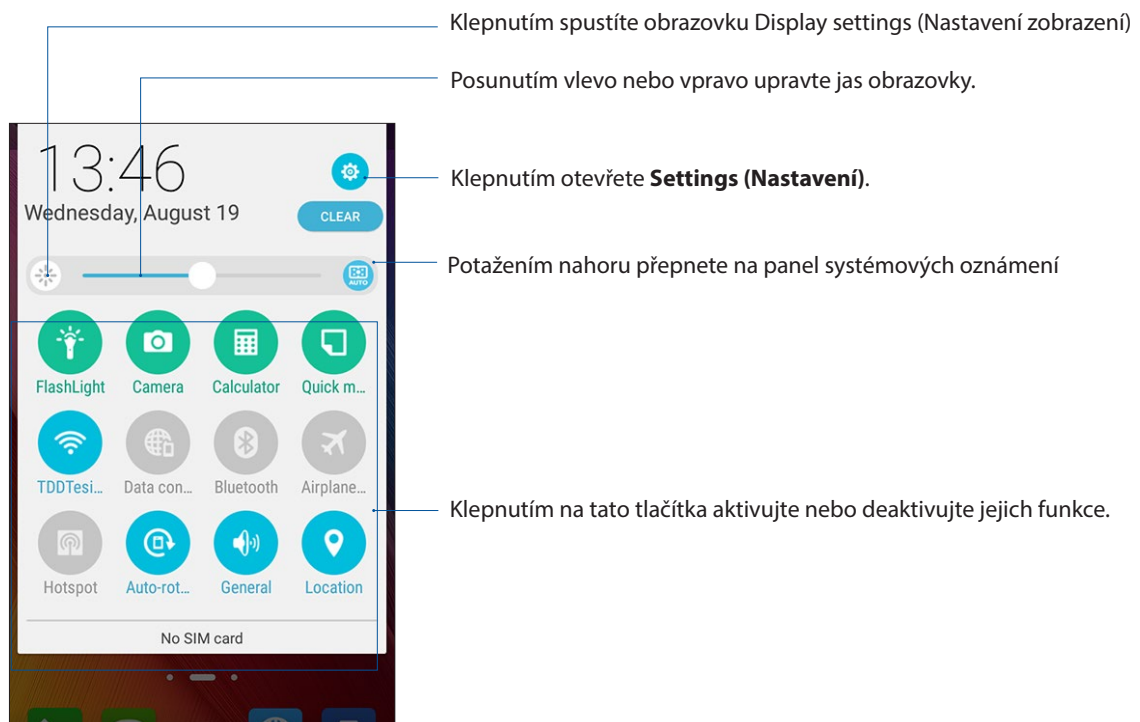 Klepnutím spustíte obrazovku Display settings (Nastavení zobrazení)
Posunutím vlevo nebo vpravo upravte jas obrazovky.
13:46
Klepnutím otevřete Settings (Nastavení).
Wednesday, August 19
CLEAR
Potažením nahoru přepnete na panel systémových oznámení
AUTO
FlashLight Camera Calculator Quick m...
TDDTesi... Data con... Bluetooth Airplane...
Klepnutím na tato tlačítka aktivujte nebo deaktivujte jejich funkce.
Hotspot Auto-rot... General Location
No SIM card